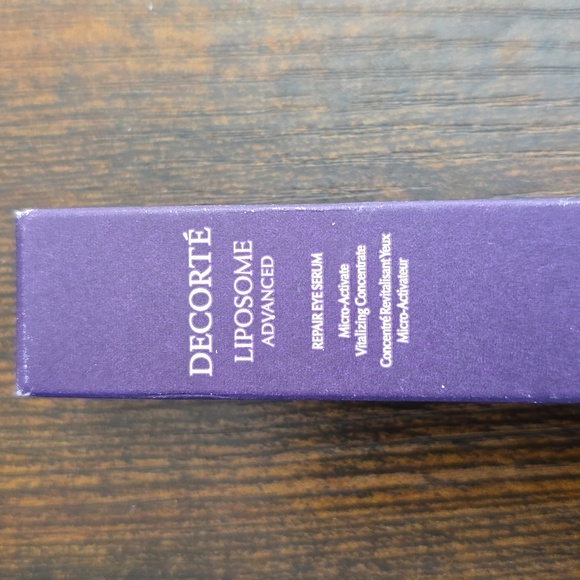 DECORTÉ
LIPOSOME
ADVANCED
REPAIR EYE SERUM
Micro-Activate
Vitalizing Concentrate
Concentré Revitalisant Yeux
Micro-Activateur